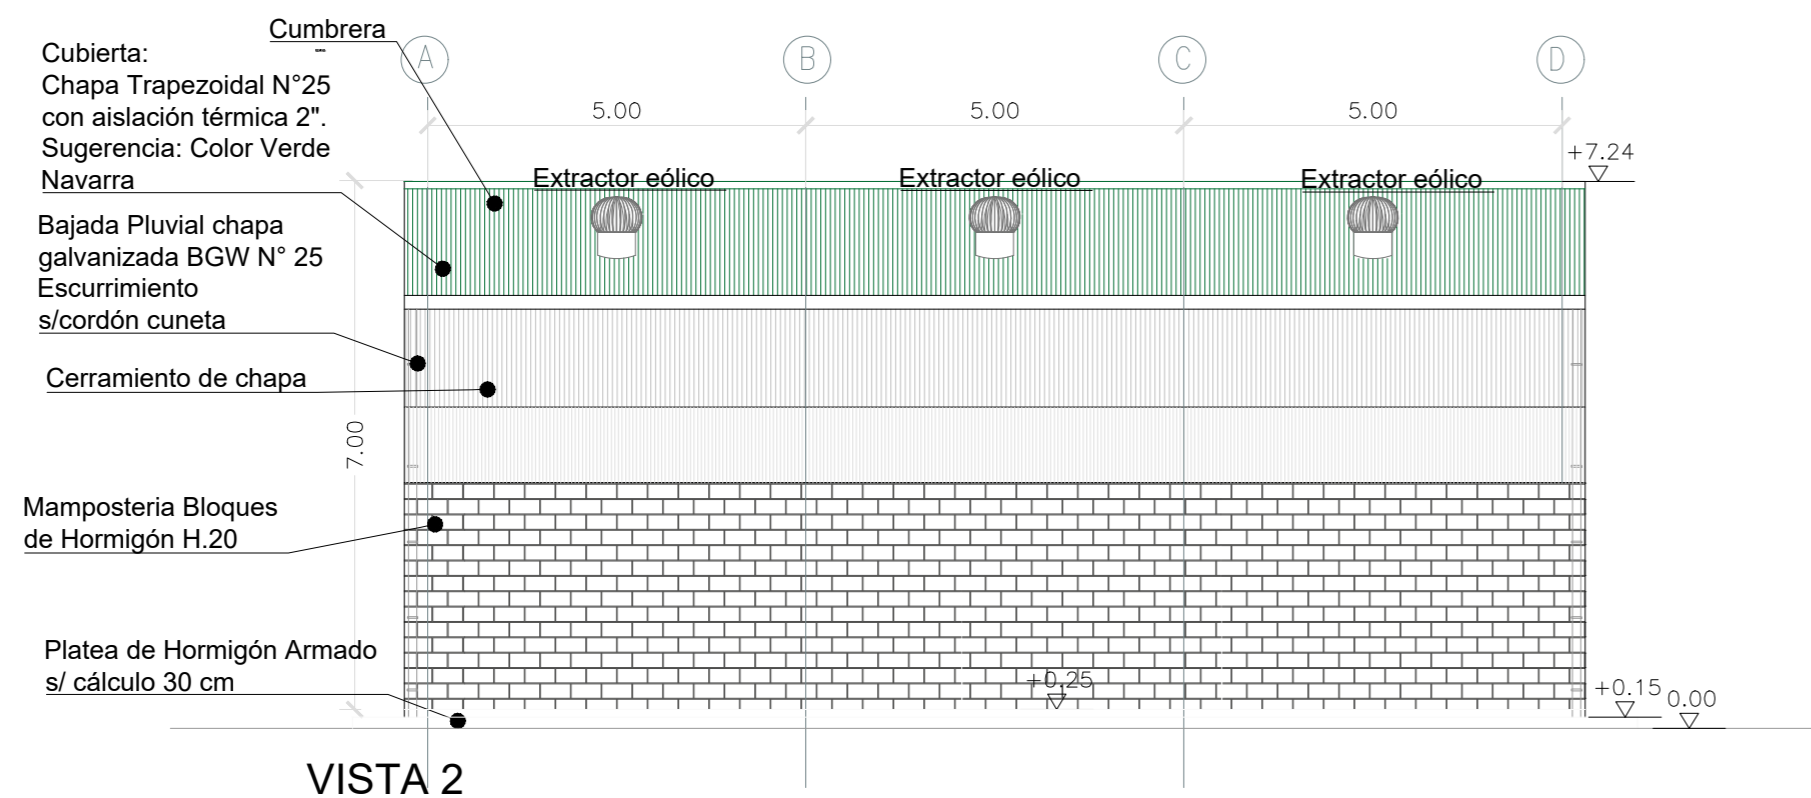 Cumbrera
Cubierta:
Chapa Trapezoidal N°25
con aislación térmica 2".
Sugerencia: Color Verde
Navarra
A
B
C
D
5.00
5.00
5.00
+7.24
Extractor eólico
Extractor eólico
Extractor eólico
Bajada Pluvial chapa
galvanizada BGW N° 25
Escurrimiento
s/cordón cuneta
Cerramiento de chapa
7.00
Mamposteria Bloques
de Hormigón H.20
Platea de Hormigón Armado
s/ cálculo 30 cm
+0.25
+0.15
0.00
VISTA 2